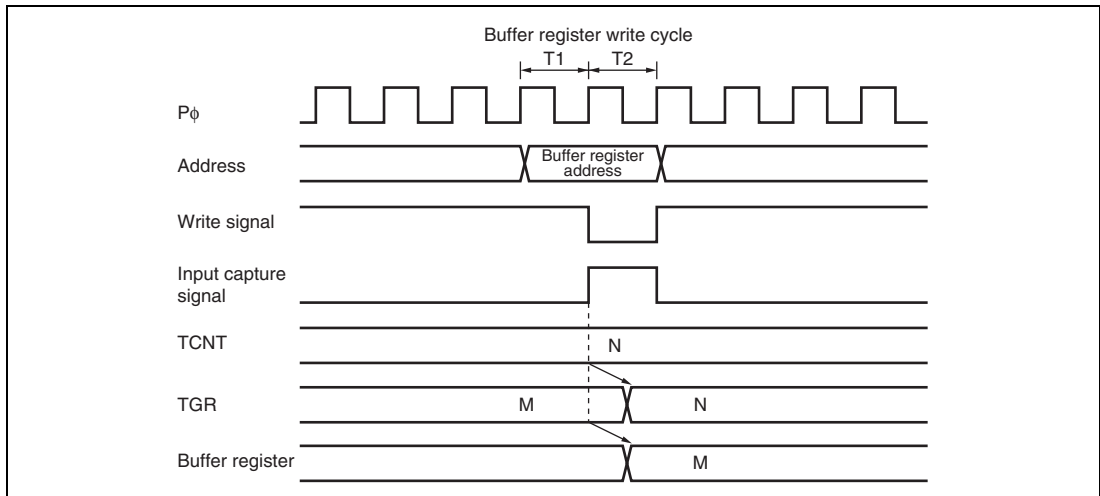 Buffer register write cycle
T1 T2
Pϕ
Address
Buffer register
address
Write signal
Input capture
signal
TCNT
N
TGR
M N
Buffer register
M